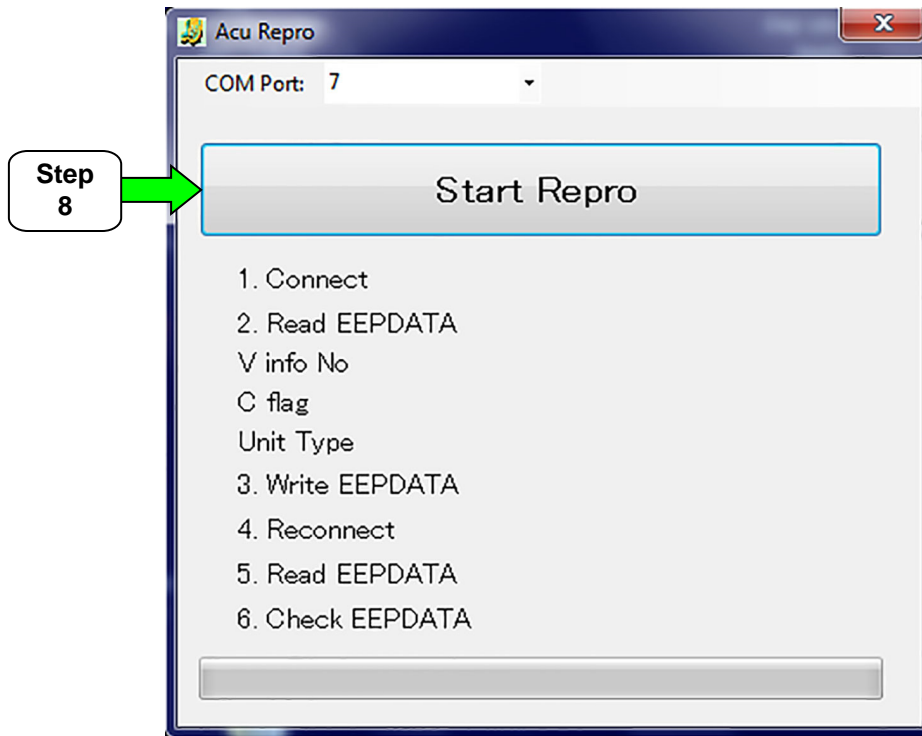 Acu Repro
COM Port: 7
Step
8
Start Repro
1. Connect
2. Read EEPDATA
V info No
C flag
Unit Type
3. Write EEPDATA
4. Reconnect
5. Read EEPDATA
6. Check EEPDATA